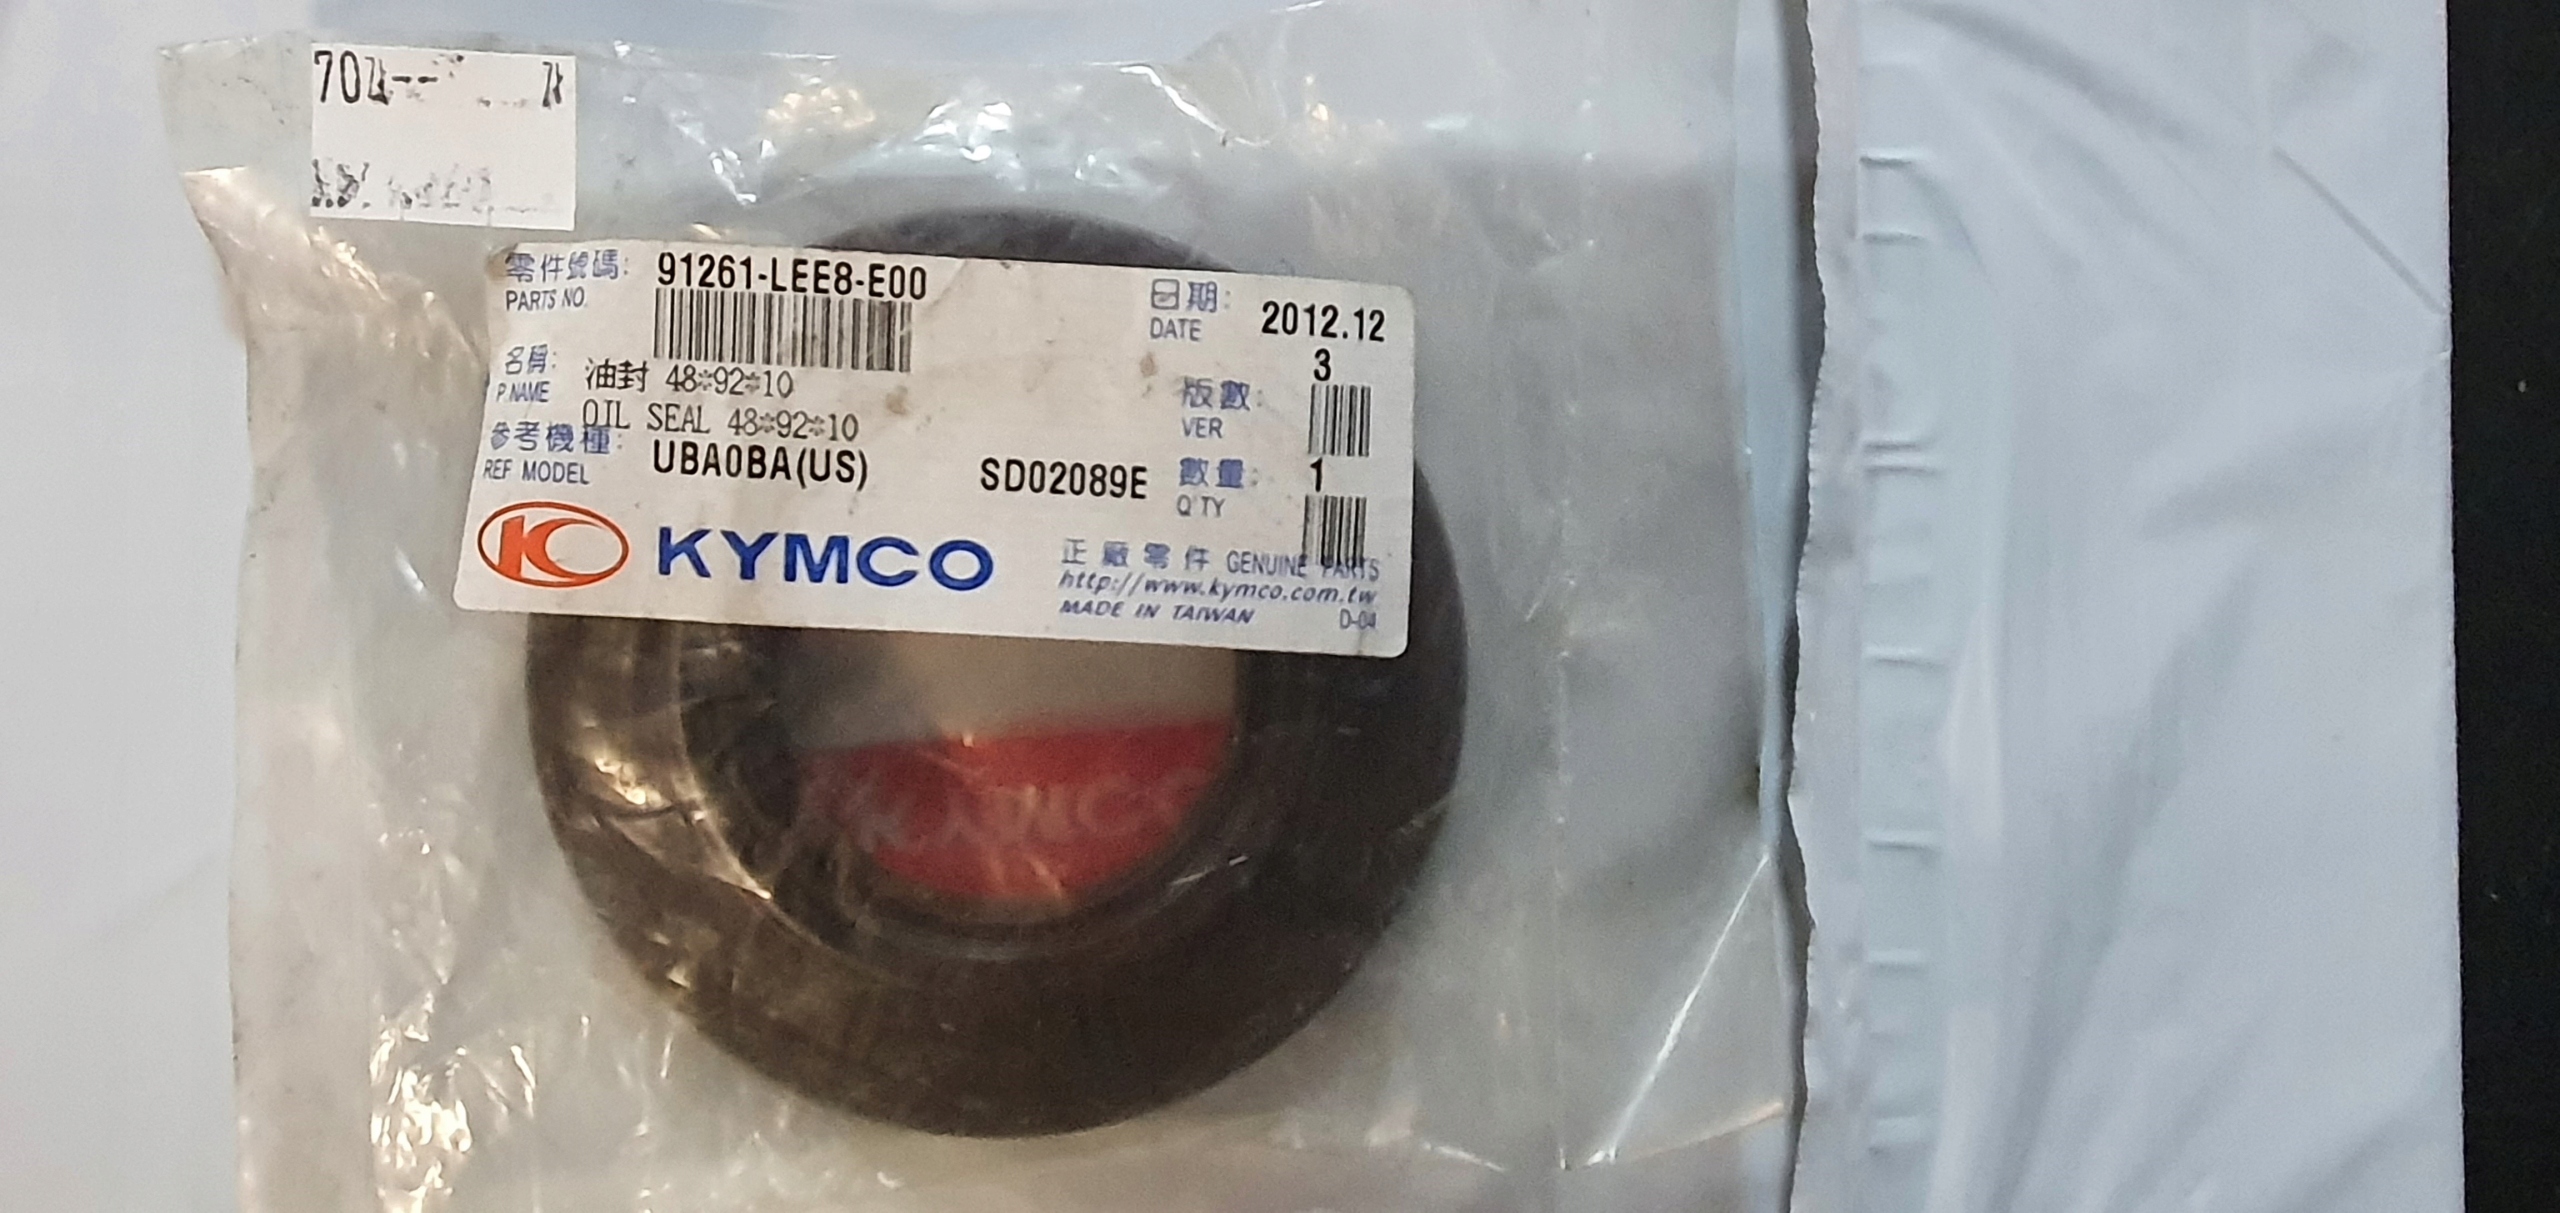 零件號碼: 91261-LEE8-E00
PARTS NO.
日期: 2012.12
DATE
名稱: 油封 48*92*10
P.NAME OIL SEAL 48*92*10
版數: 3
VER
參考機種: UBA0BA(US) SD02089E
REF MODEL
數量: 1
Q'TY
KYMCO
正廠零件 GENUINE PARTS
http://www.kymco.com.tw
MADE IN TAIWAN D-04
KYMCO